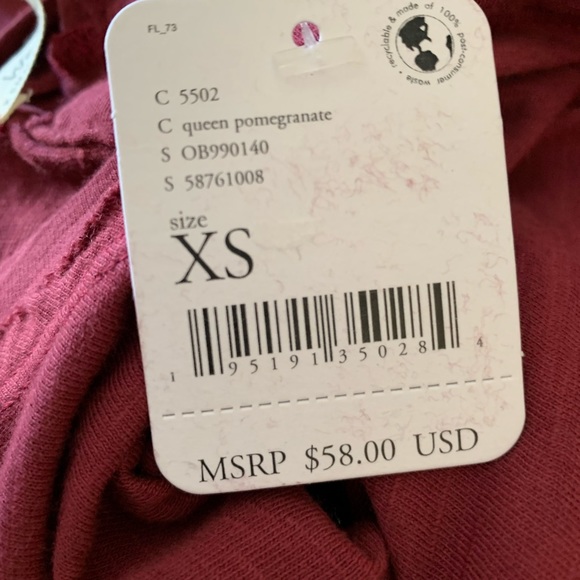 FL_73
recyclable & made of 100% post-consumer waste •
C 5502
C queen pomegranate
S OB990140
S 58761008
size
XS
1 95191 35028 4
MSRP $58.00 USD